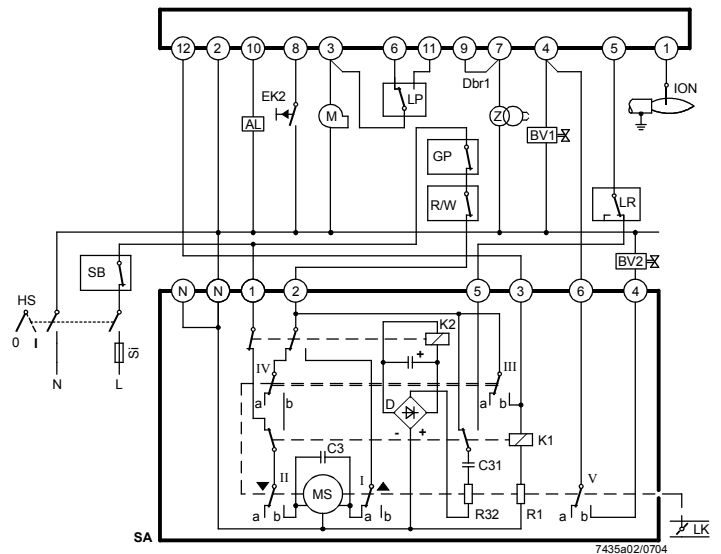 12 2 10 8 3 6 11 9 7 4 5 1
Dbr1
EK2
LP
ION
AL
M
Z
BV1
GP
R/W
LR
SB
BV2
HS
N N 1 2 5 3 6 4
0 I
Si
N L
K2
+
IV
III
a b
a b
D
- +
K1
C3
C31
II
I
V
MS
a b
a b
R32
R1
a b
SA
LK
7435a02/0704